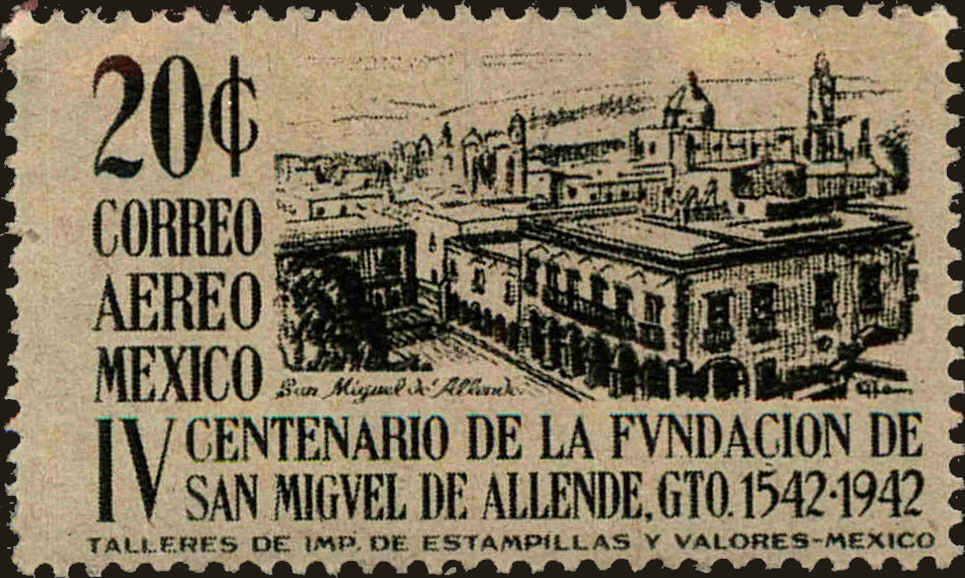 20¢
CORREO
AEREO
MEXICO
San Miguel de Allende.
IV CENTENARIO DE LA FVNDACION DE
SAN MIGVEL DE ALLENDE, GTO. 1542·1942
TALLERES DE IMP. DE ESTAMPILLAS Y VALORES-MEXICO